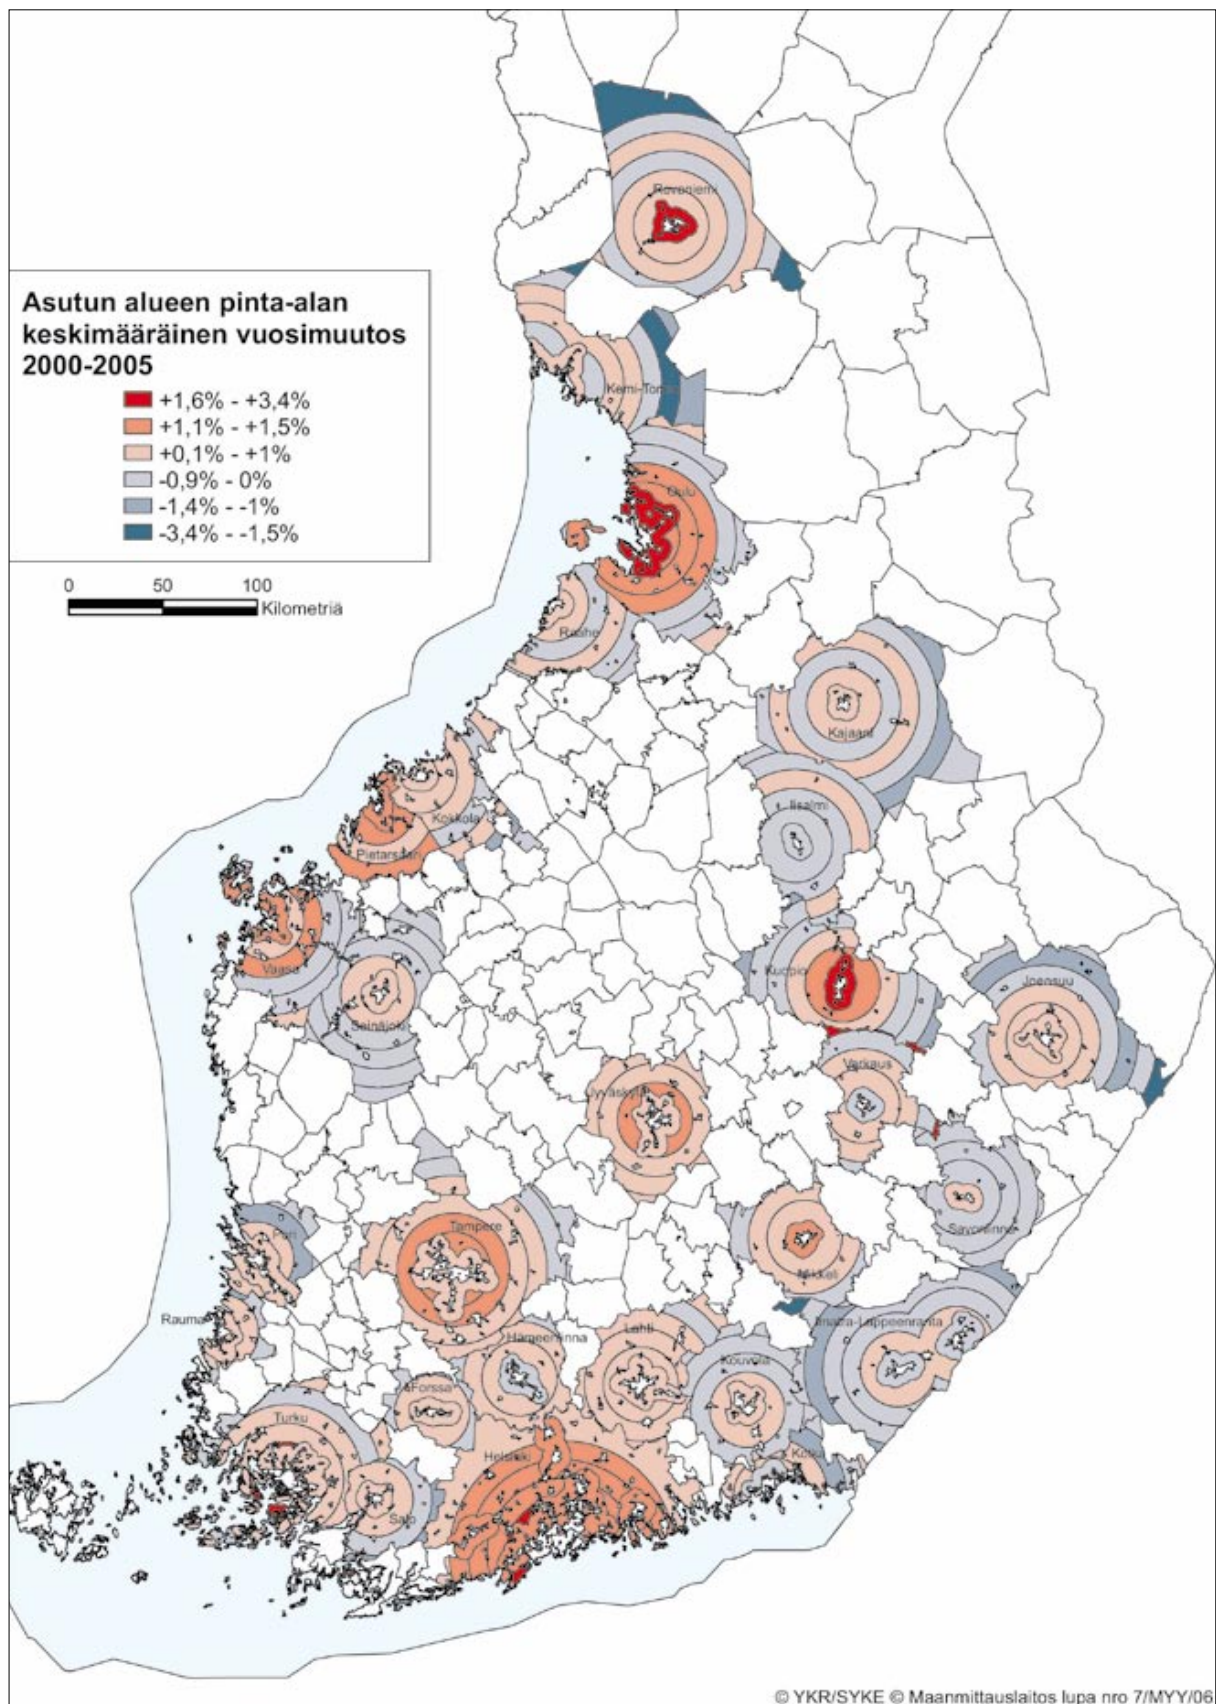 Rovaniemi
Asutun alueen pinta-alan
keskimääräinen vuosimuutos
2000-2005
+1,6% - +3,4%
+1,1% - +1,5%
+0,1% - +1%
-0,9% - 0%
-1,4% - -1%
-3,4% - -1,5%
Kemi-Tornio
Oulu
0 50 100
Kilometriä
Raahe
Kajaani
Iisalmi
Kokkola
Pietarsaari
Vaasa
Kuopio
Joensuu
Seinäjoki
Varkaus
Jyväskylä
Savonlinna
Tampere
Pori
Mikkeli
Rauma
Imatra-Lappeenranta
Hämeenlinna
Lahti
Kouvola
Forssa
Turku
Helsinki
Kotka
Salo
© YKR/SYKE © Maanmittauslaitos lupa nro 7/MYY/06